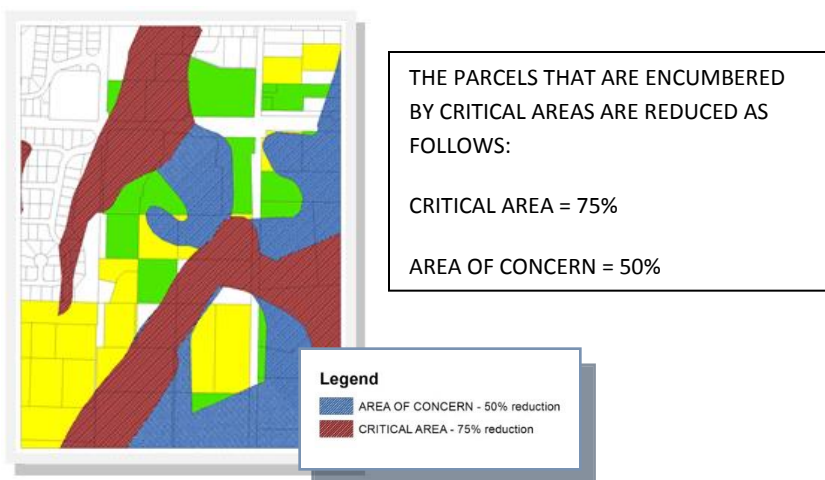 THE PARCELS THAT ARE ENCUMBERED
BY CRITICAL AREAS ARE REDUCED AS
FOLLOWS:
CRITICAL AREA = 75%
AREA OF CONCERN = 50%
Legend
AREA OF CONCERN - 50% reduction
CRITICAL AREA - 75% reduction